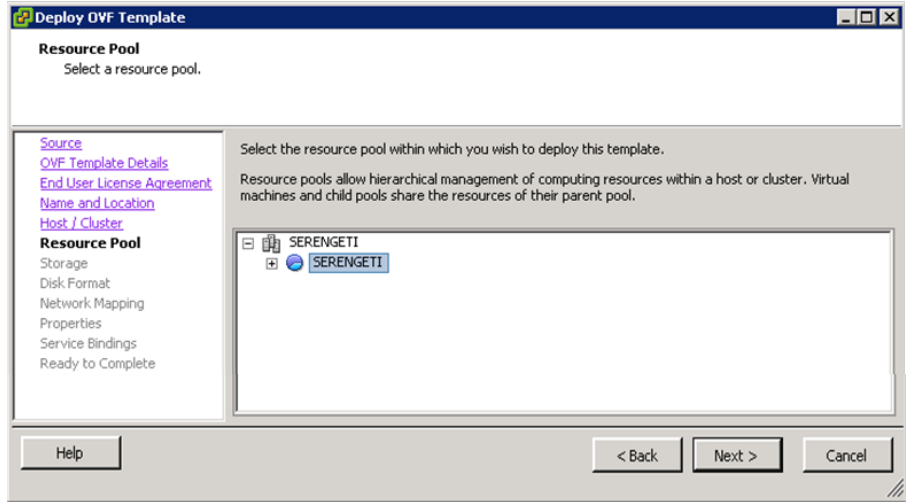 Deploy OVF Template
Resource Pool
Select a resource pool.
Source
OVF Template Details
End User License Agreement
Name and Location
Host / Cluster
Resource Pool
Storage
Disk Format
Network Mapping
Properties
Service Bindings
Ready to Complete
Select the resource pool within which you wish to deploy this template.
Resource pools allow hierarchical management of computing resources within a host or cluster. Virtual
machines and child pools share the resources of their parent pool.
SERENGETI
SERENGETI
Help
< Back
Next >
Cancel